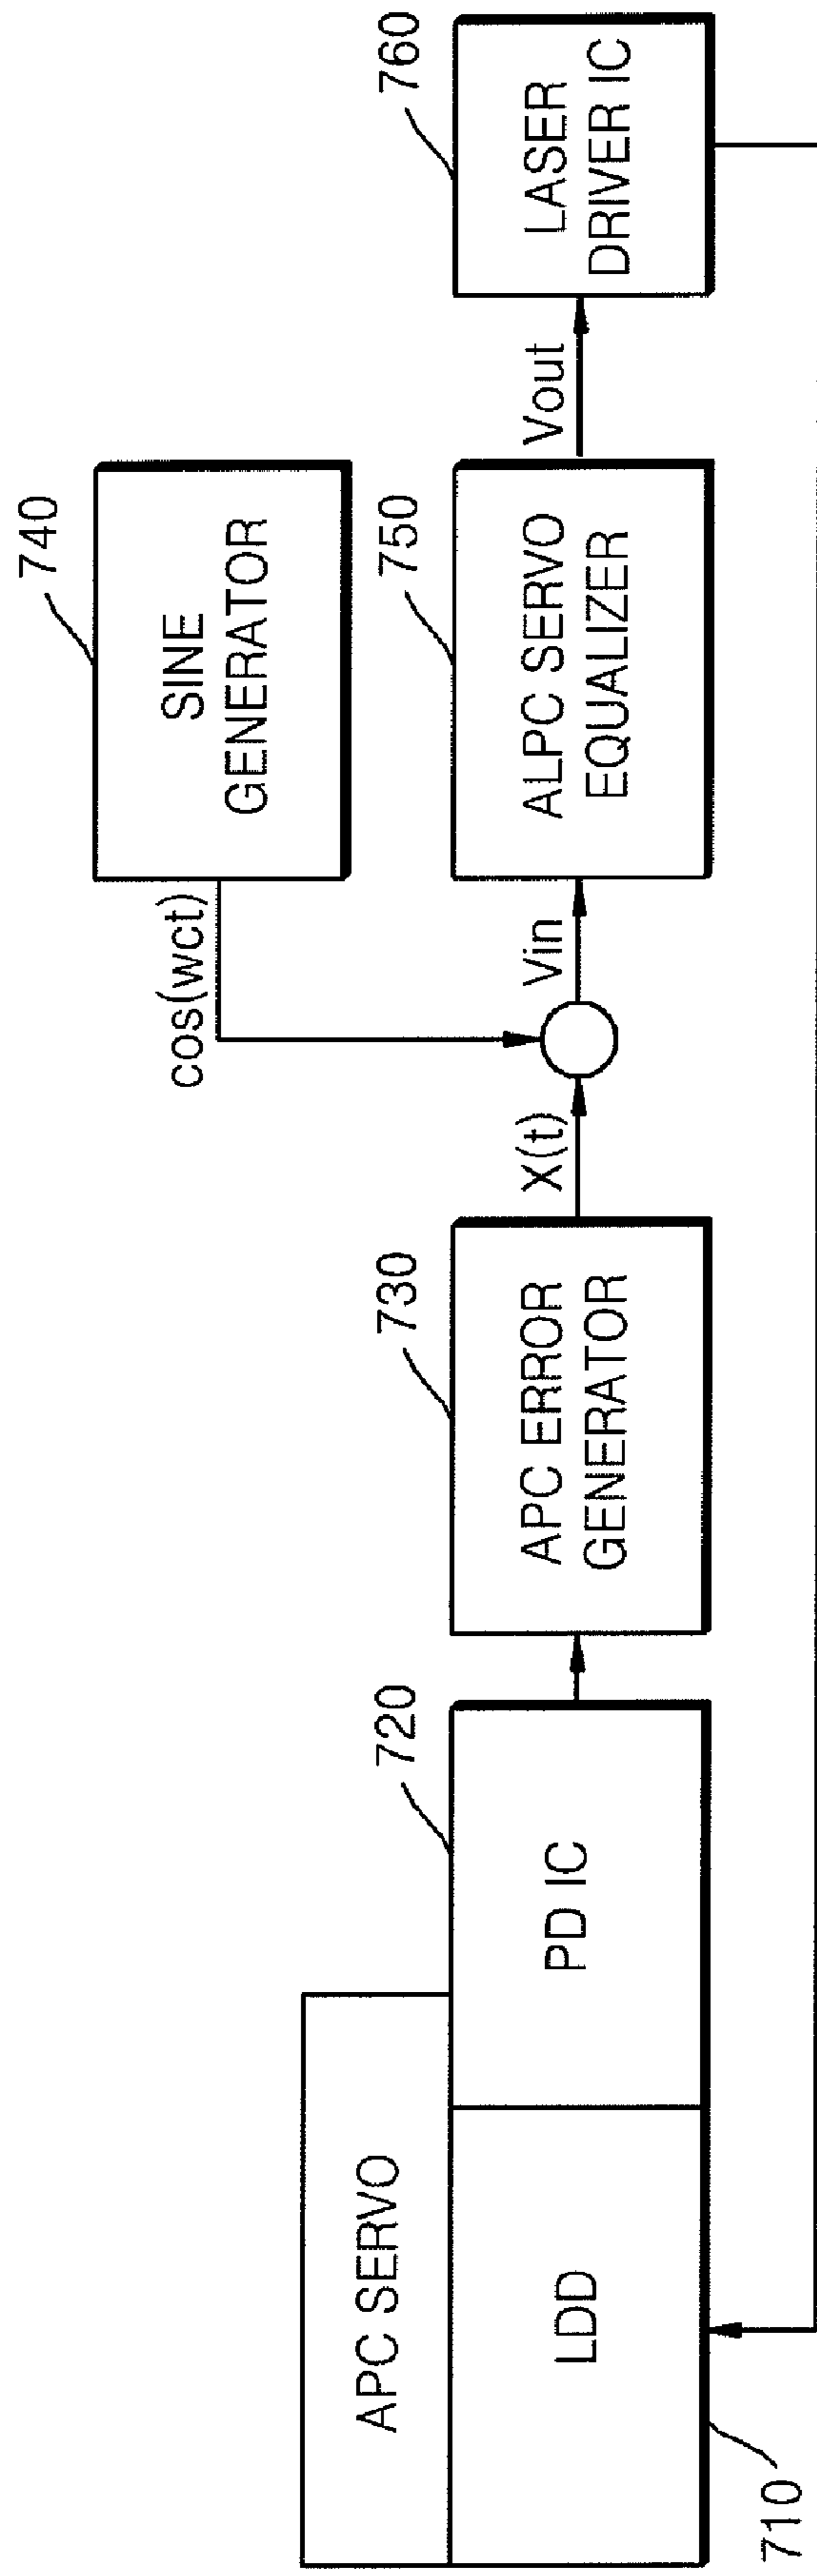 APC SERVO
LDD
710
PD IC
720
APC ERROR
GENERATOR
730
X(t)
cos(wct)
Vin
SINE
GENERATOR
740
ALPC SERVO
EQUALIZER
750
Vout
LASER
DRIVER IC
760